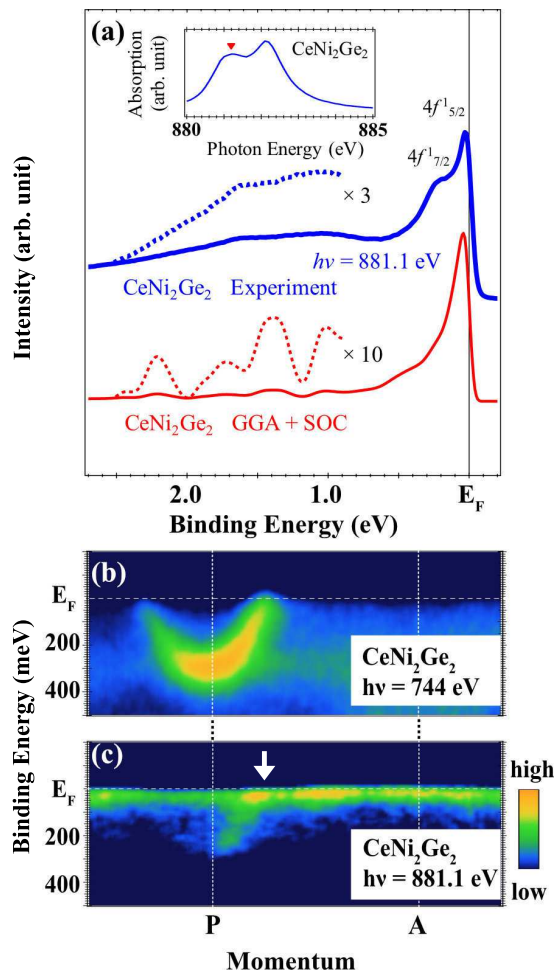 (a)
CeNi2Ge2
Absorption
(arb. unit)
880
885
Photon Energy (eV)
4f¹5/2
4f¹7/2
× 3
hν = 881.1 eV
CeNi2Ge2 Experiment
× 10
CeNi2Ge2 GGA + SOC
Intensity (arb. unit)
2.0
1.0
EF
Binding Energy (eV)
(b)
EF
200
400
CeNi2Ge2
hν = 744 eV
Binding Energy (meV)
(c)
EF
200
400
CeNi2Ge2
hν = 881.1 eV
high
low
P
A
Momentum